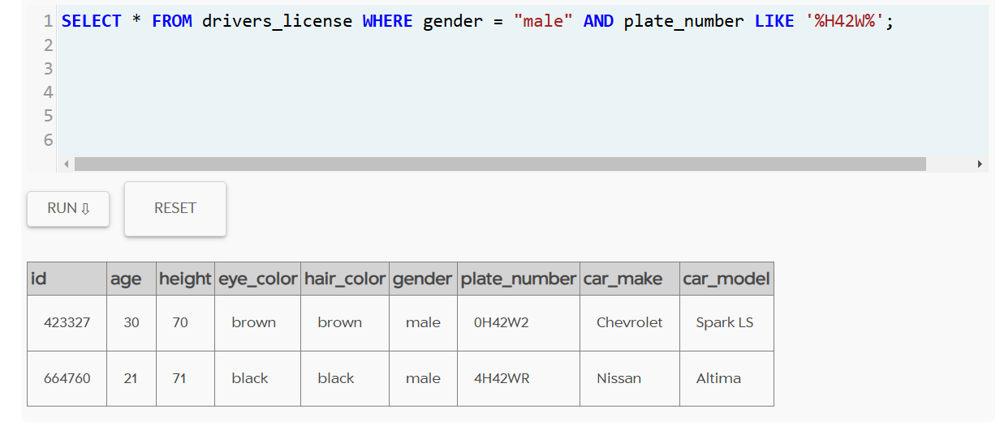 1 SELECT * FROM drivers_license WHERE gender = "male" AND plate_number LIKE '%H42W%';
2
3
4
5
6
RUN ⇩ RESET
id age height eye_color hair_color gender plate_number car_make car_model
423327 30 70 brown brown male 0H42W2 Chevrolet Spark LS
664760 21 71 black black male 4H42WR Nissan Altima